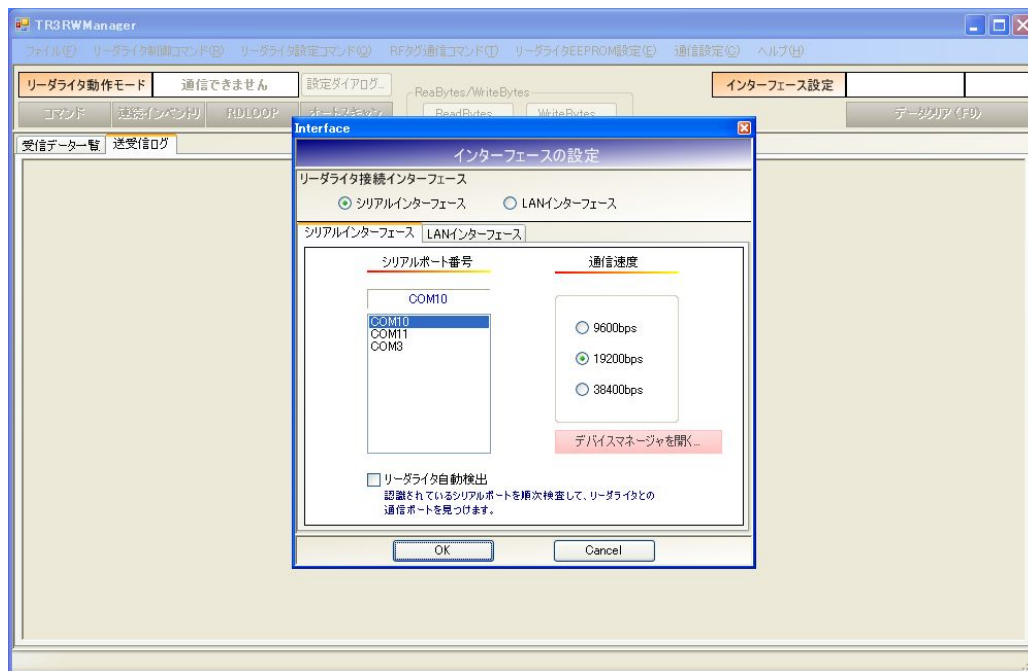 TR3RWManager
ファイル(F) リーダライタ制御コマンド(R) リーダライタ設定コマンド(Q) RFタグ通信コマンド(T) リーダライタEEPROM設定(E) 通信設定(C) ヘルプ(H)
リーダライタ動作モード 通信できません 設定ダイアログ... ReaBytes/WriteBytes インターフェース設定
コマンド 連続インベントリ RDLOOP オートスキャン ReadBytes WriteBytes データクリア(F9)
受信データ一覧 送受信ログ
Interface
インターフェースの設定
リーダライタ接続インターフェース
シリアルインターフェース LANインターフェース
シリアルインターフェース LANインターフェース
シリアルポート番号 通信速度
COM10
COM10
COM11
COM3
9600bps
19200bps
38400bps
デバイスマネージャを開く...
リーダライタ自動検出
認識されているシリアルポートを順次検査して、リーダライタとの
通信ポートを見つけます。
OK Cancel